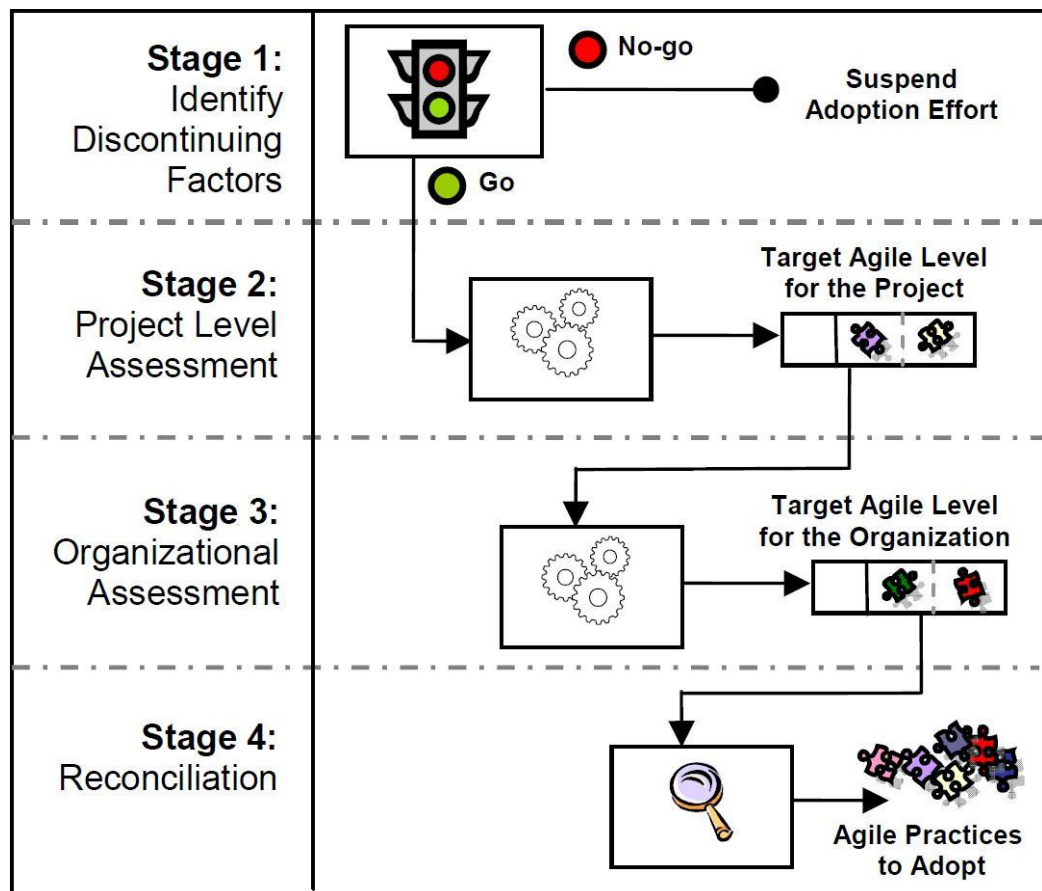 Stage 1:
Identify
Discontinuing
Factors
No-go
Suspend
Adoption Effort
Go
Stage 2:
Project Level
Assessment
Target Agile Level
for the Project
Stage 3:
Organizational
Assessment
Target Agile Level
for the Organization
Stage 4:
Reconciliation
Agile Practices
to Adopt